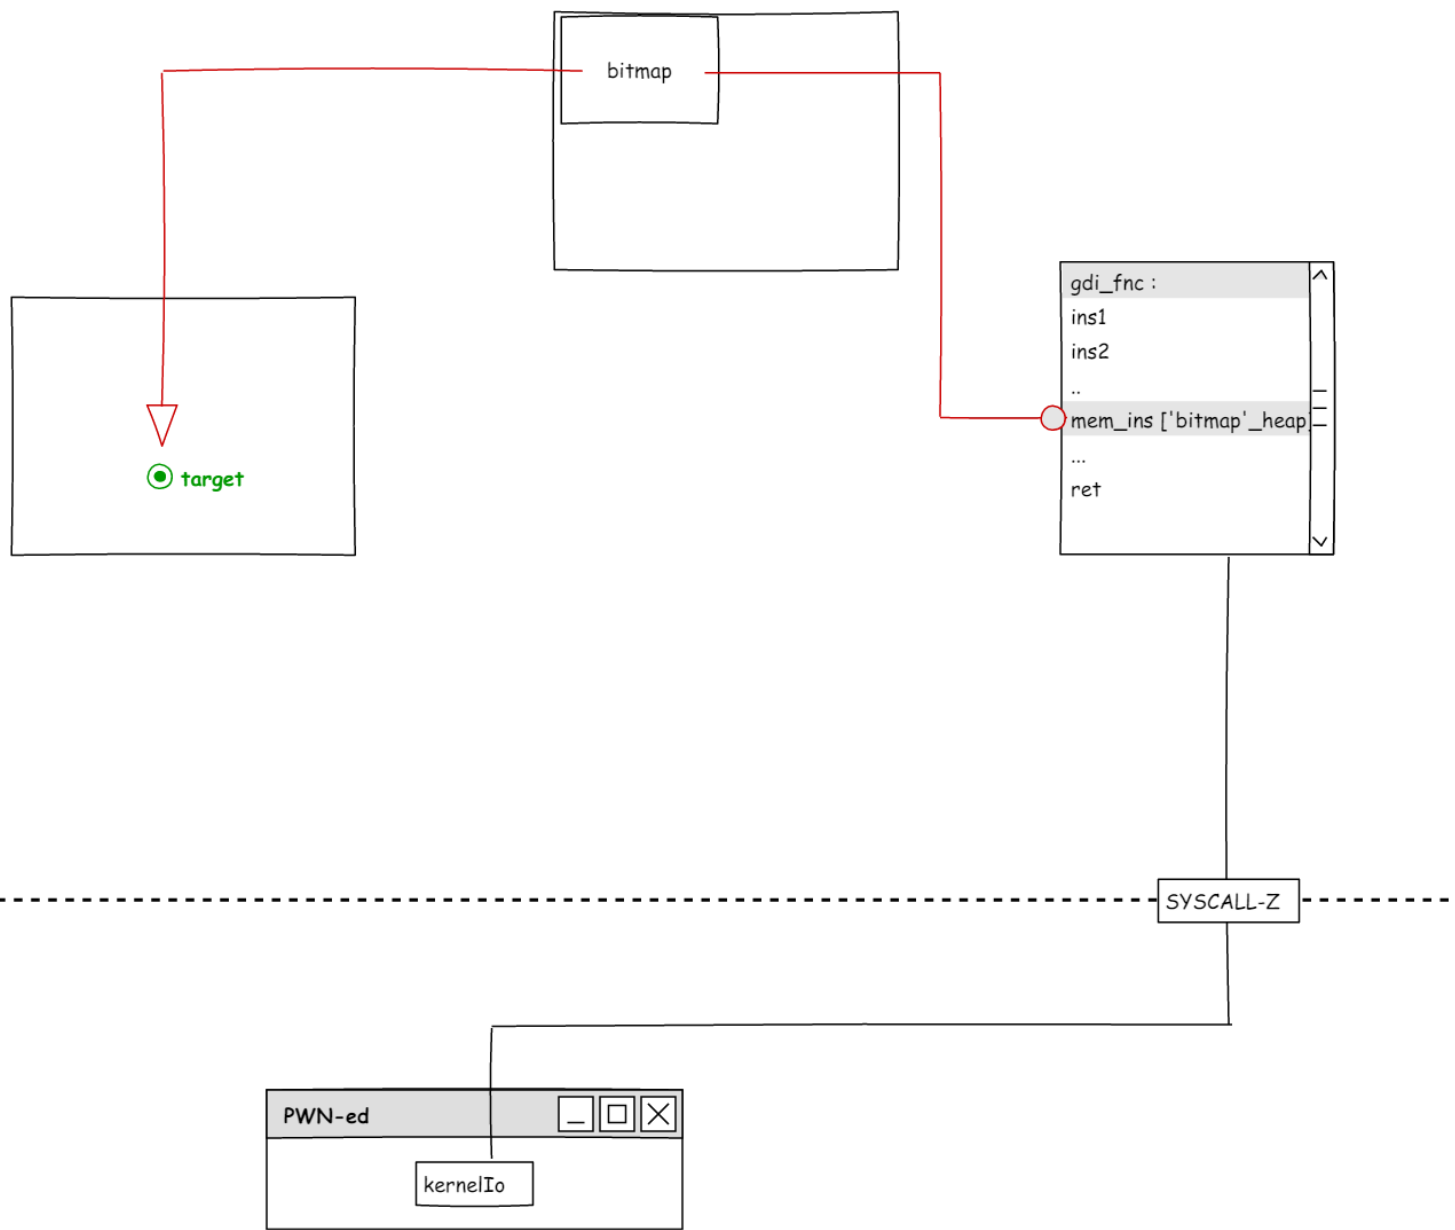 bitmap
gdi_fnc :
ins1
ins2
..
mem_ins ['bitmap'_heap]
...
ret
target
SYSCALL-Z
PWN-ed
kernelIo